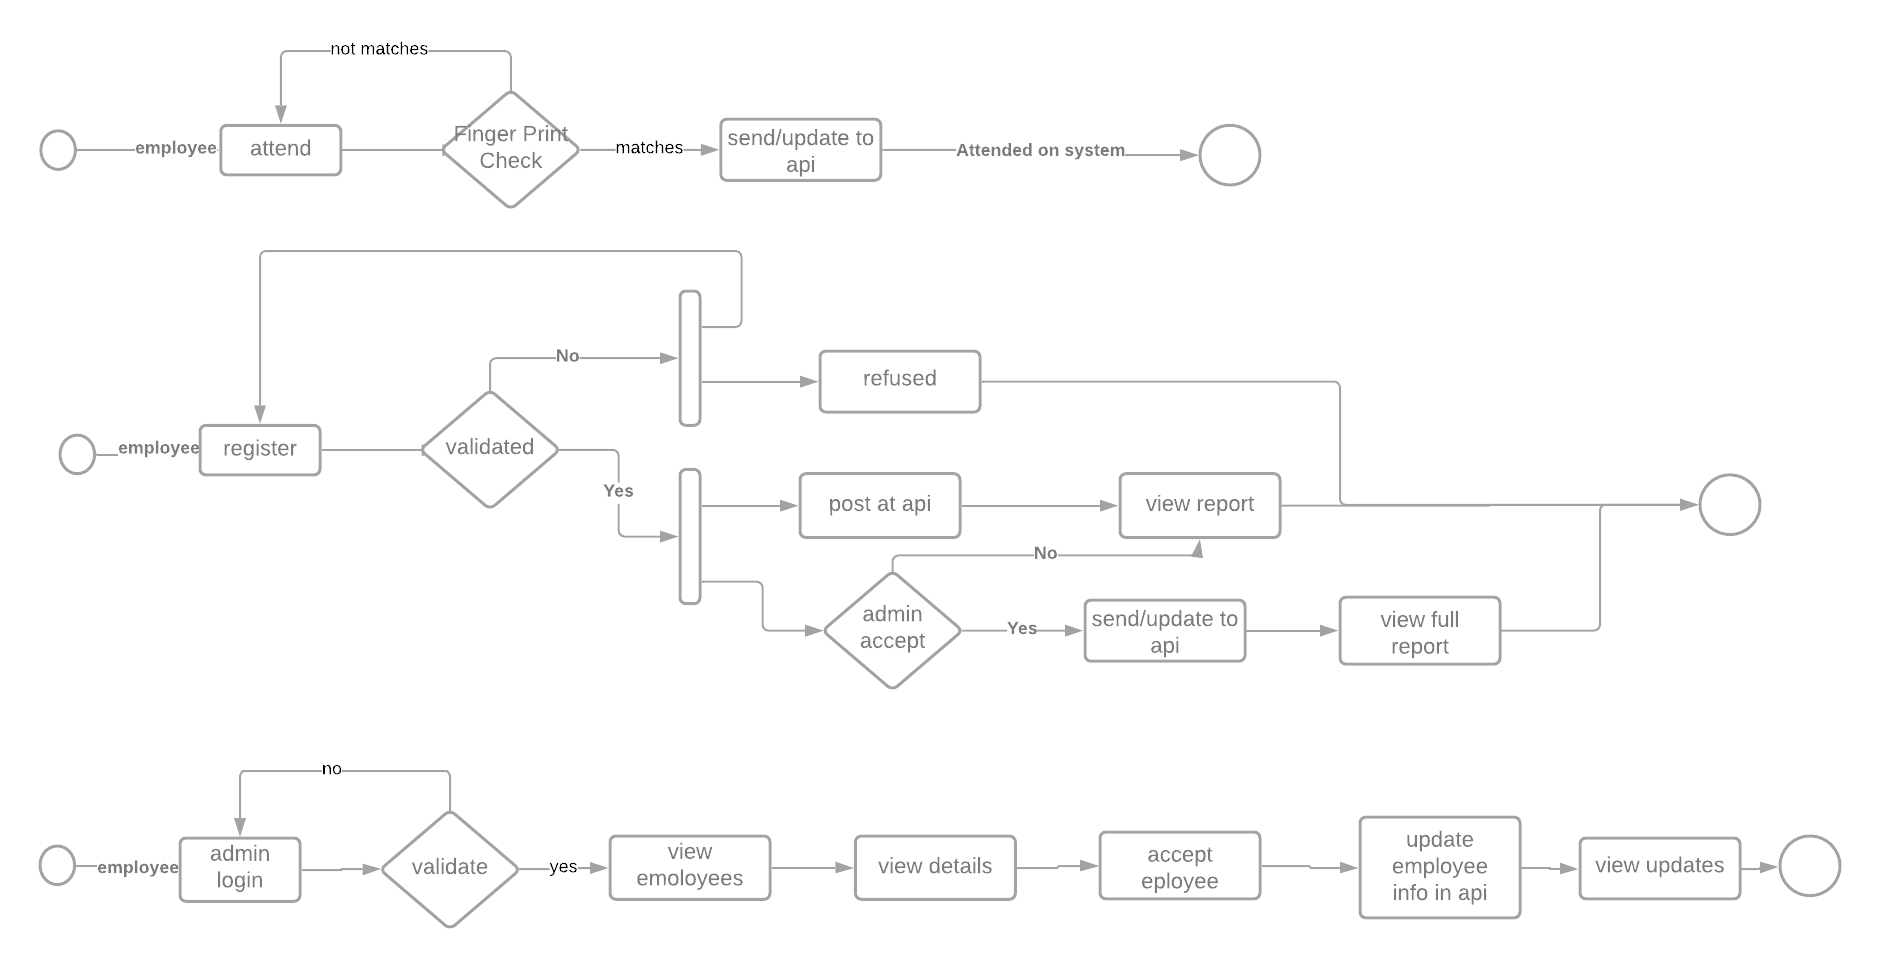 not matches
employee
attend
Finger Print
Check
matches
send/update to
api
Attended on system
No
refused
employee
register
validated
Yes
post at api
view report
No
admin
accept
Yes
send/update to
api
view full
report
no
employee
admin
login
validate
yes
view
emoloyees
view details
accept
eployee
update
employee
info in api
view updates